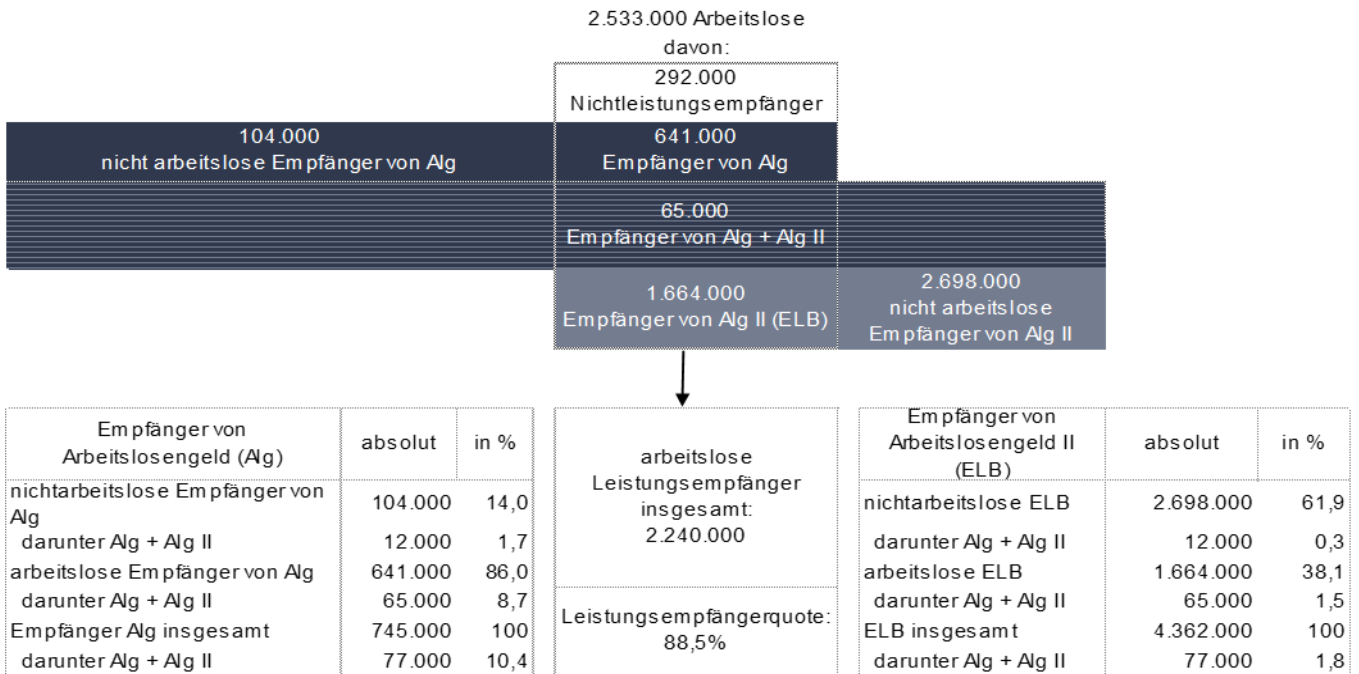 2.533.000 Arbeitslose
davon:
292.000
Nichtleistungsempfänger
104.000
nicht arbeitslose Empfänger von Alg
641.000
Empfänger von Alg
65.000
Empfänger von Alg + Alg II
1.664.000
Empfänger von Alg II (ELB)
2.698.000
nicht arbeitslose
Empfänger von Alg II
Empfänger von
Arbeitslosengeld (Alg)
absolut
in %
nichtarbeitslose Empfänger von
Alg
104.000
14,0
darunter Alg + Alg II
12.000
1,7
arbeitslose Empfänger von Alg
641.000
86,0
darunter Alg + Alg II
65.000
8,7
Empfänger Alg insgesamt
745.000
100
darunter Alg + Alg II
77.000
10,4
arbeitslose
Leistungsempfänger
insgesamt:
2.240.000
Leistungsempfängerquote:
88,5%
Empfänger von
Arbeitslosengeld II
(ELB)
absolut
in %
nichtarbeitslose ELB
2.698.000
61,9
darunter Alg + Alg II
12.000
0,3
arbeitslose ELB
1.664.000
38,1
darunter Alg + Alg II
65.000
1,5
ELB insgesamt
4.362.000
100
darunter Alg + Alg II
77.000
1,8